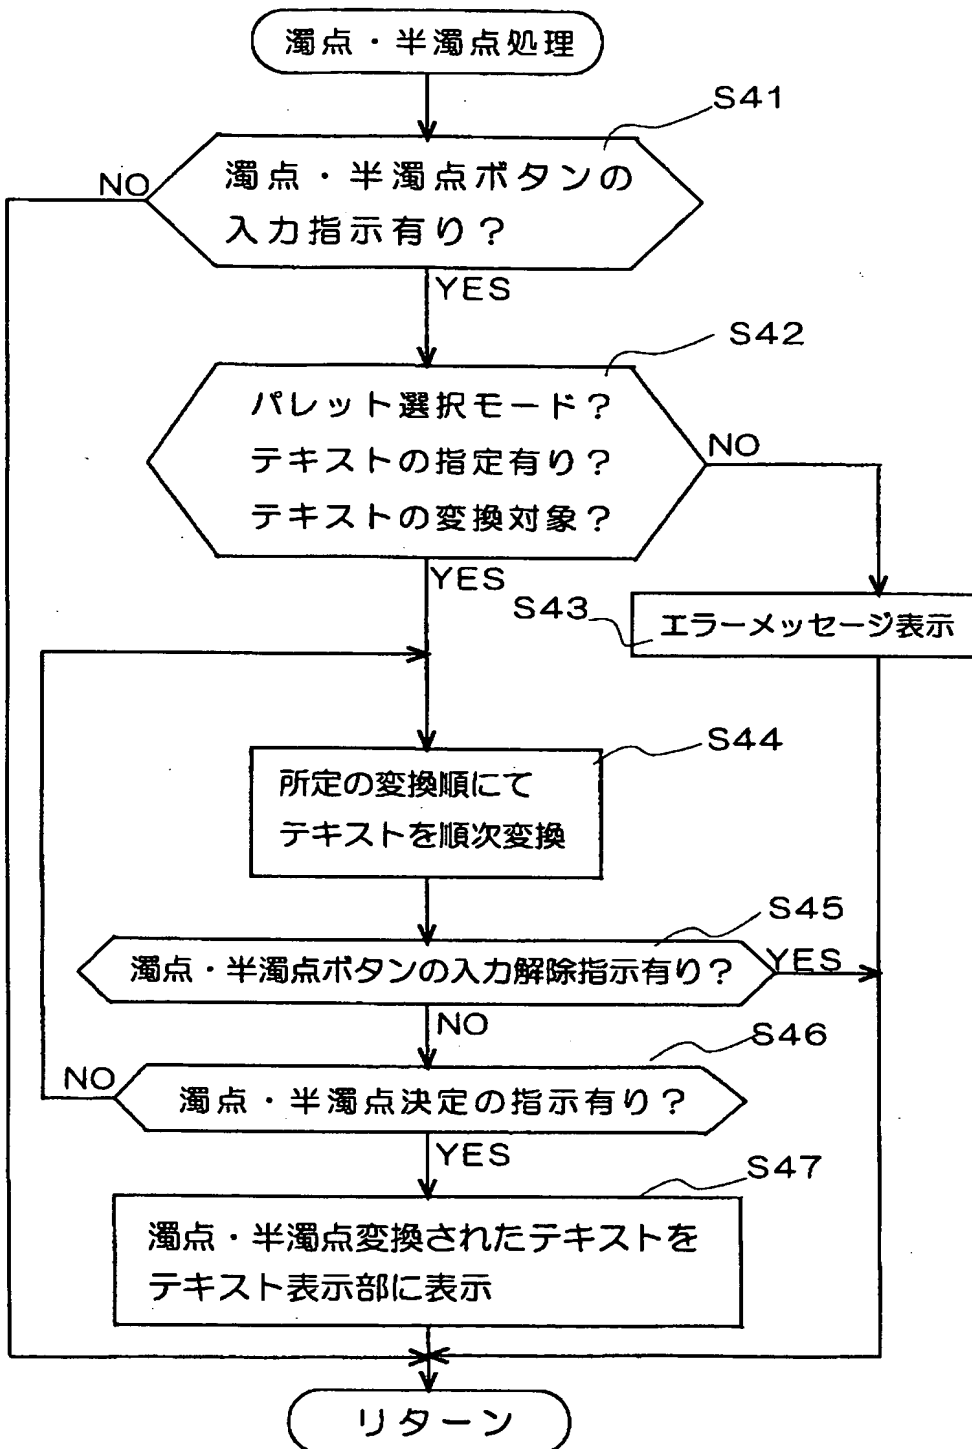 濁点・半濁点処理
S41
濁点・半濁点ボタンの
入力指示有り？
NO
YES
S42
パレット選択モード？
テキストの指定有り？
テキストの変換対象？
NO
YES
S43
エラーメッセージ表示
S44
所定の変換順にて
テキストを順次変換
S45
濁点・半濁点ボタンの入力解除指示有り？
YES
NO
S46
濁点・半濁点決定の指示有り？
NO
YES
S47
濁点・半濁点変換されたテキストを
テキスト表示部に表示
リターン